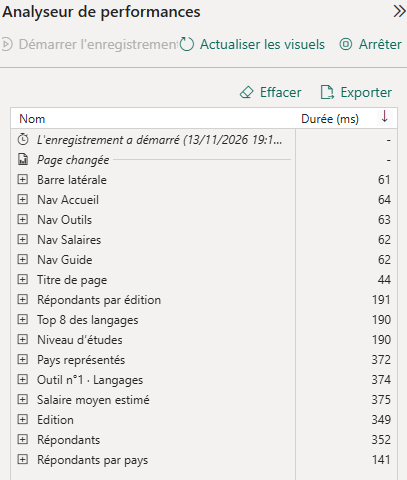 Analyseur de performances
Démarrer l'enregistrement Actualiser les visuels Arrêter
Effacer Exporter
Nom Durée (ms)
L'enregistrement a démarré (13/11/2026 19:1... -
Page changée -
Barre latérale 61
Nav Accueil 64
Nav Outils 63
Nav Salaires 62
Nav Guide 62
Titre de page 44
Répondants par édition 191
Top 8 des langages 190
Niveau d'études 190
Pays représentés 372
Outil n°1 · Langages 374
Salaire moyen estimé 375
Edition 349
Répondants 352
Répondants par pays 141